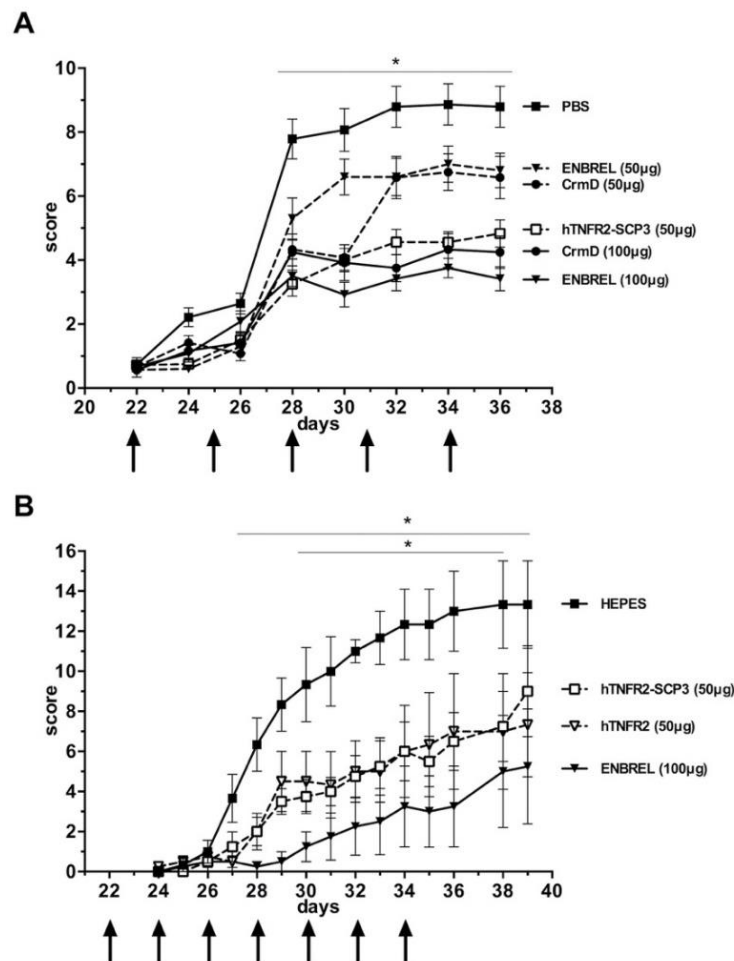 A
*
10
8
6
4
2
0
score
20 22 24 26 28 30 32 34 36 38
days
PBS
ENBREL (50µg)
CrmD (50µg)
hTNFR2-SCP3 (50µg)
CrmD (100µg)
ENBREL (100µg)
B
*
*
16
14
12
10
8
6
4
2
0
score
22 24 26 28 30 32 34 36 38 40
days
HEPES
hTNFR2-SCP3 (50µg)
hTNFR2 (50µg)
ENBREL (100µg)